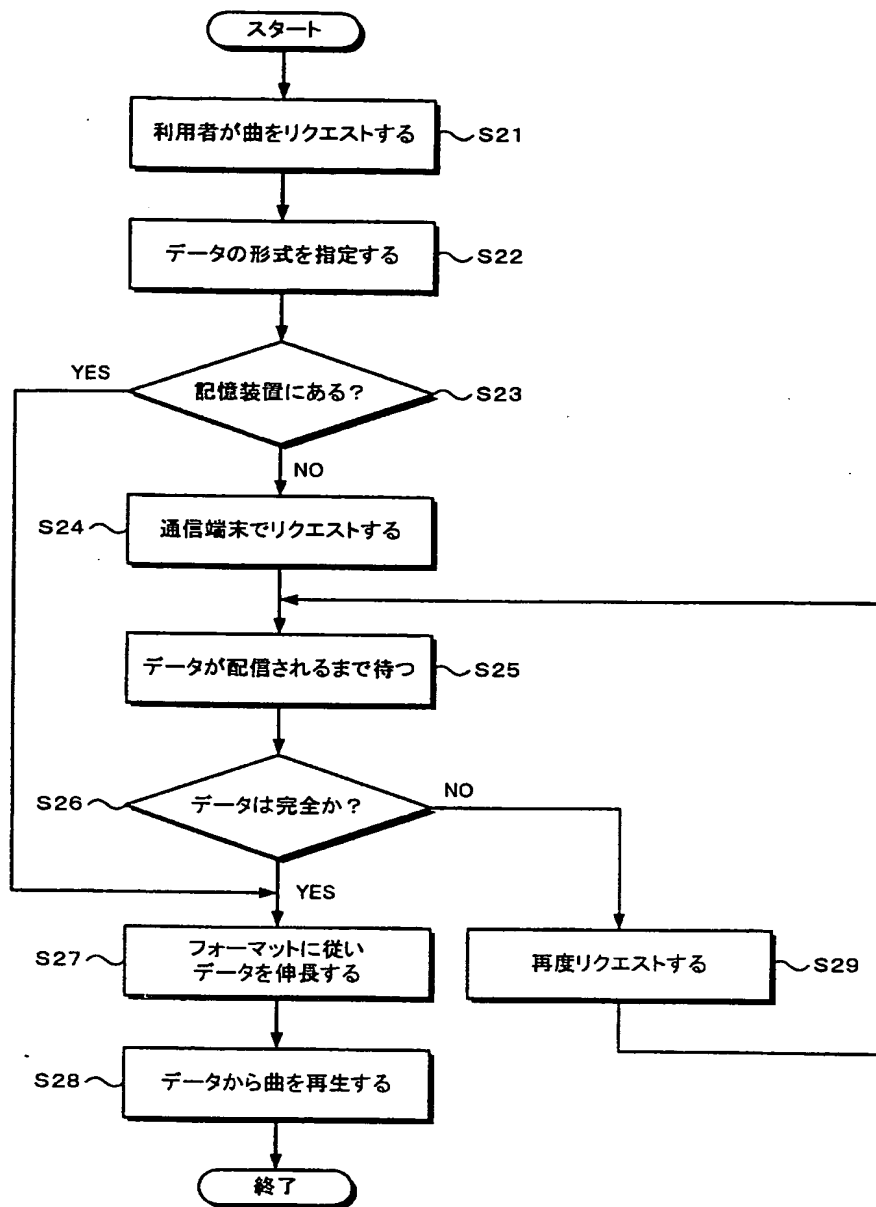 スタート
利用者が曲をリクエストする
S21
データの形式を指定する
S22
YES
記憶装置にある？
S23
NO
S24
通信端末でリクエストする
データが配信されるまで待つ
S25
S26
データは完全か？
NO
YES
S27
フォーマットに従い
データを伸長する
再度リクエストする
S29
S28
データから曲を再生する
終了